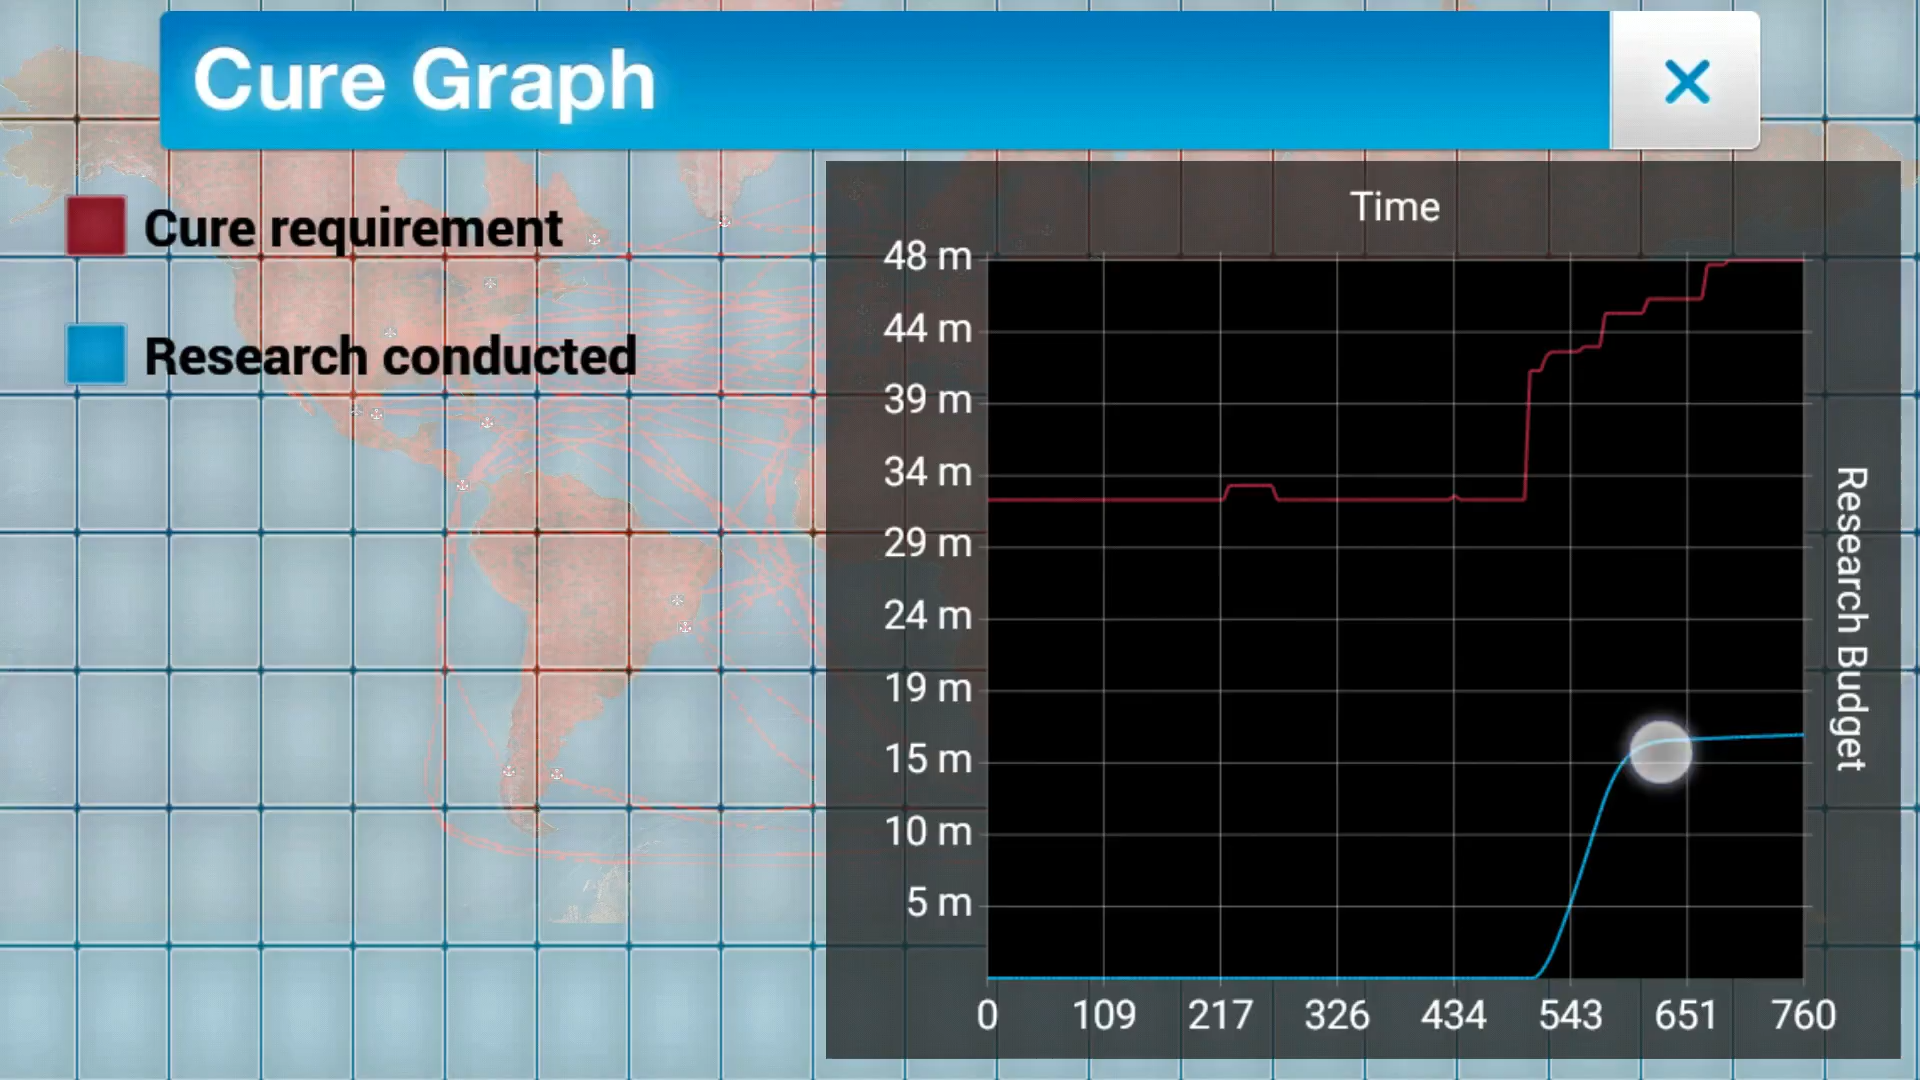 Cure Graph
Cure requirement
Research conducted
Time
48 m
44 m
39 m
34 m
29 m
24 m
19 m
15 m
10 m
5 m
0 109 217 326 434 543 651 760
Research Budget